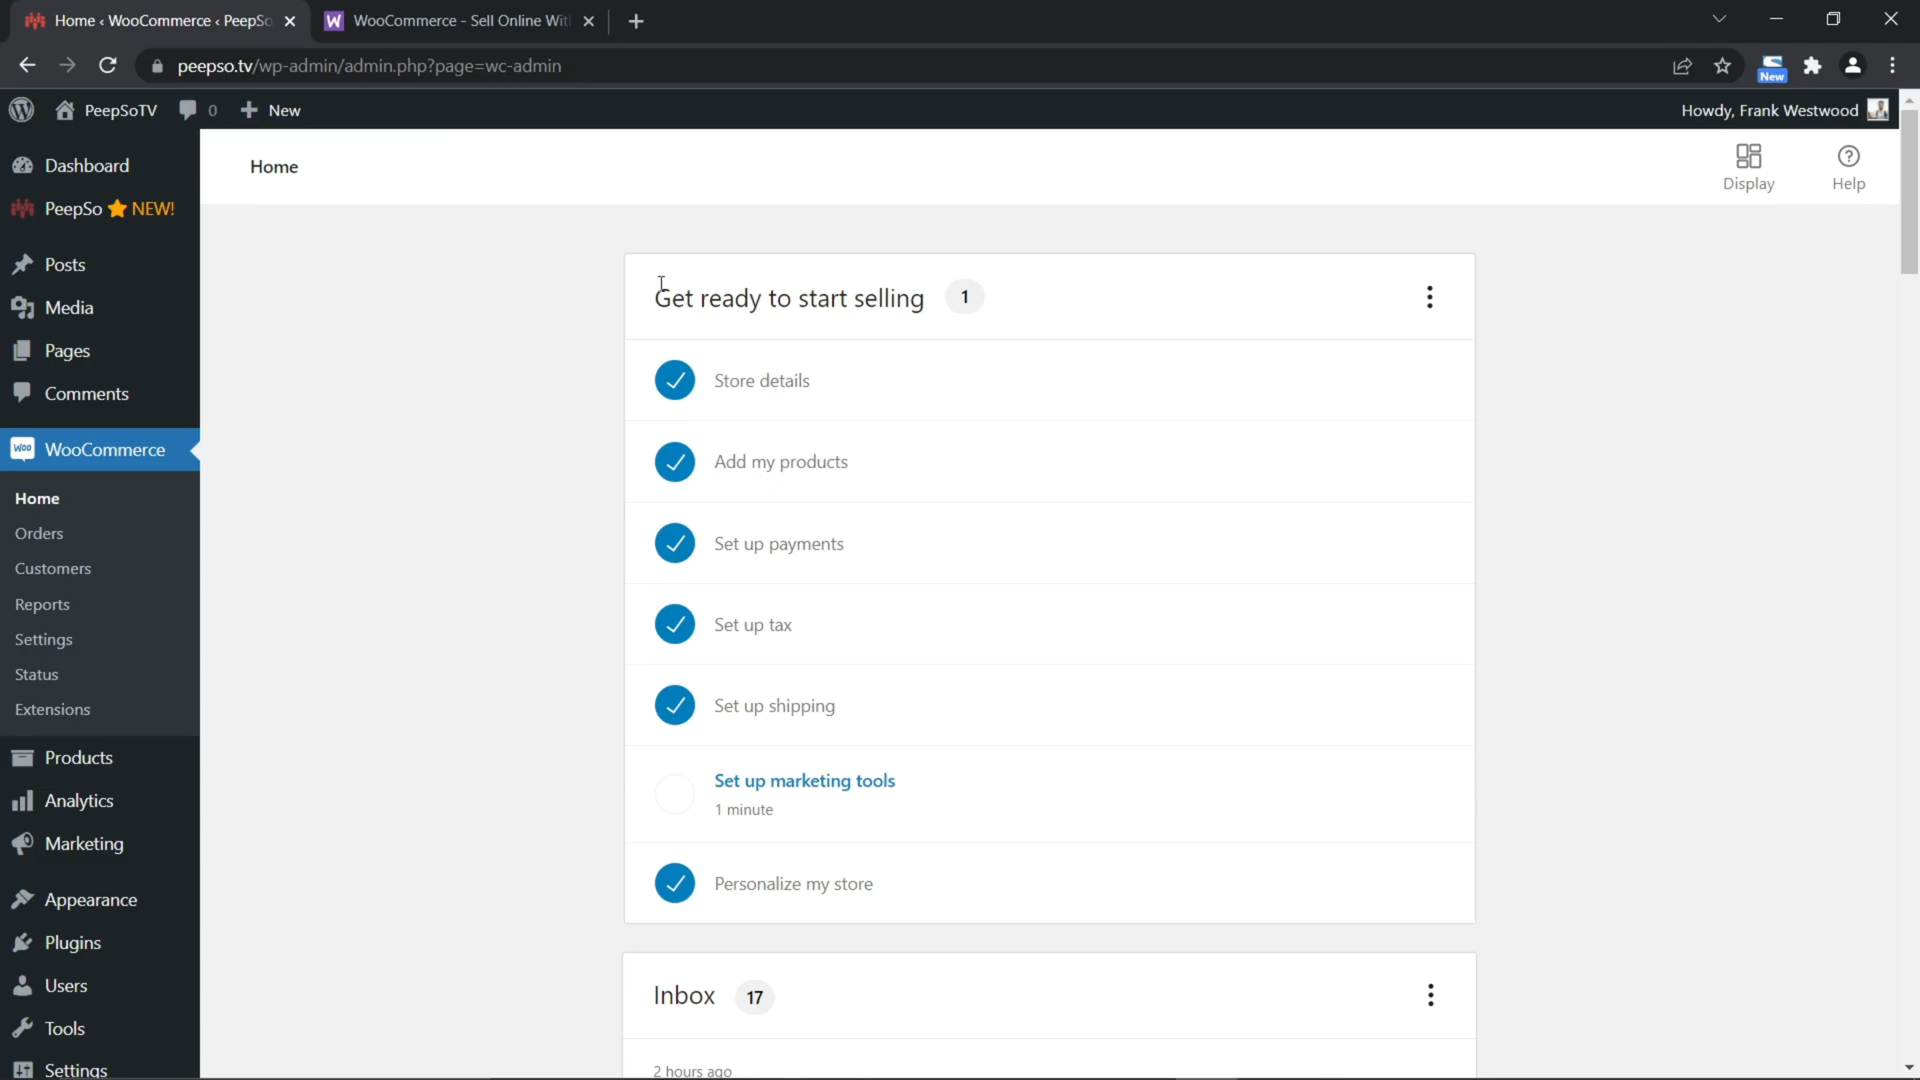 Home ‹ WooCommerce ‹ PeepSo
WooCommerce - Sell Online Wit
peepso.tv/wp-admin/admin.php?page=wc-admin
New
PeepSoTV
0
New
Howdy, Frank Westwood
Dashboard
PeepSo NEW!
Posts
Media
Pages
Comments
Woo WooCommerce
Home
Orders
Customers
Reports
Settings
Status
Extensions
Products
Analytics
Marketing
Appearance
Plugins
Users
Tools
Settings
Home
Display
Help
Get ready to start selling 1
Store details
Add my products
Set up payments
Set up tax
Set up shipping
Set up marketing tools
1 minute
Personalize my store
Inbox 17
2 hours ago